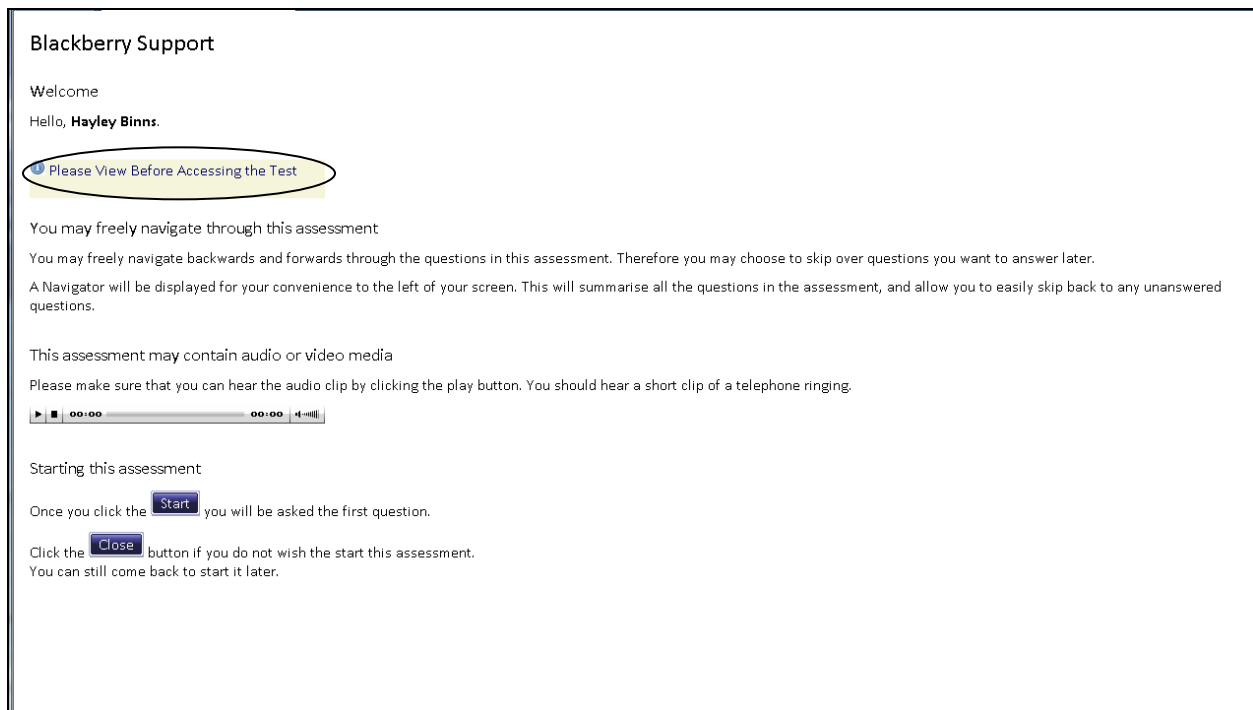 Blackberry Support
Welcome
Hello, Hayley Binns.
Please View Before Accessing the Test
You may freely navigate through this assessment
You may freely navigate backwards and forwards through the questions in this assessment. Therefore you may choose to skip over questions you want to answer later.
A Navigator will be displayed for your convenience to the left of your screen. This will summarise all the questions in the assessment, and allow you to easily skip back to any unanswered
questions.
This assessment may contain audio or video media
Please make sure that you can hear the audio clip by clicking the play button. You should hear a short clip of a telephone ringing.
00:00 00:00
Starting this assessment
Once you click the Start you will be asked the first question.
Click the Close button if you do not wish the start this assessment.
You can still come back to start it later.